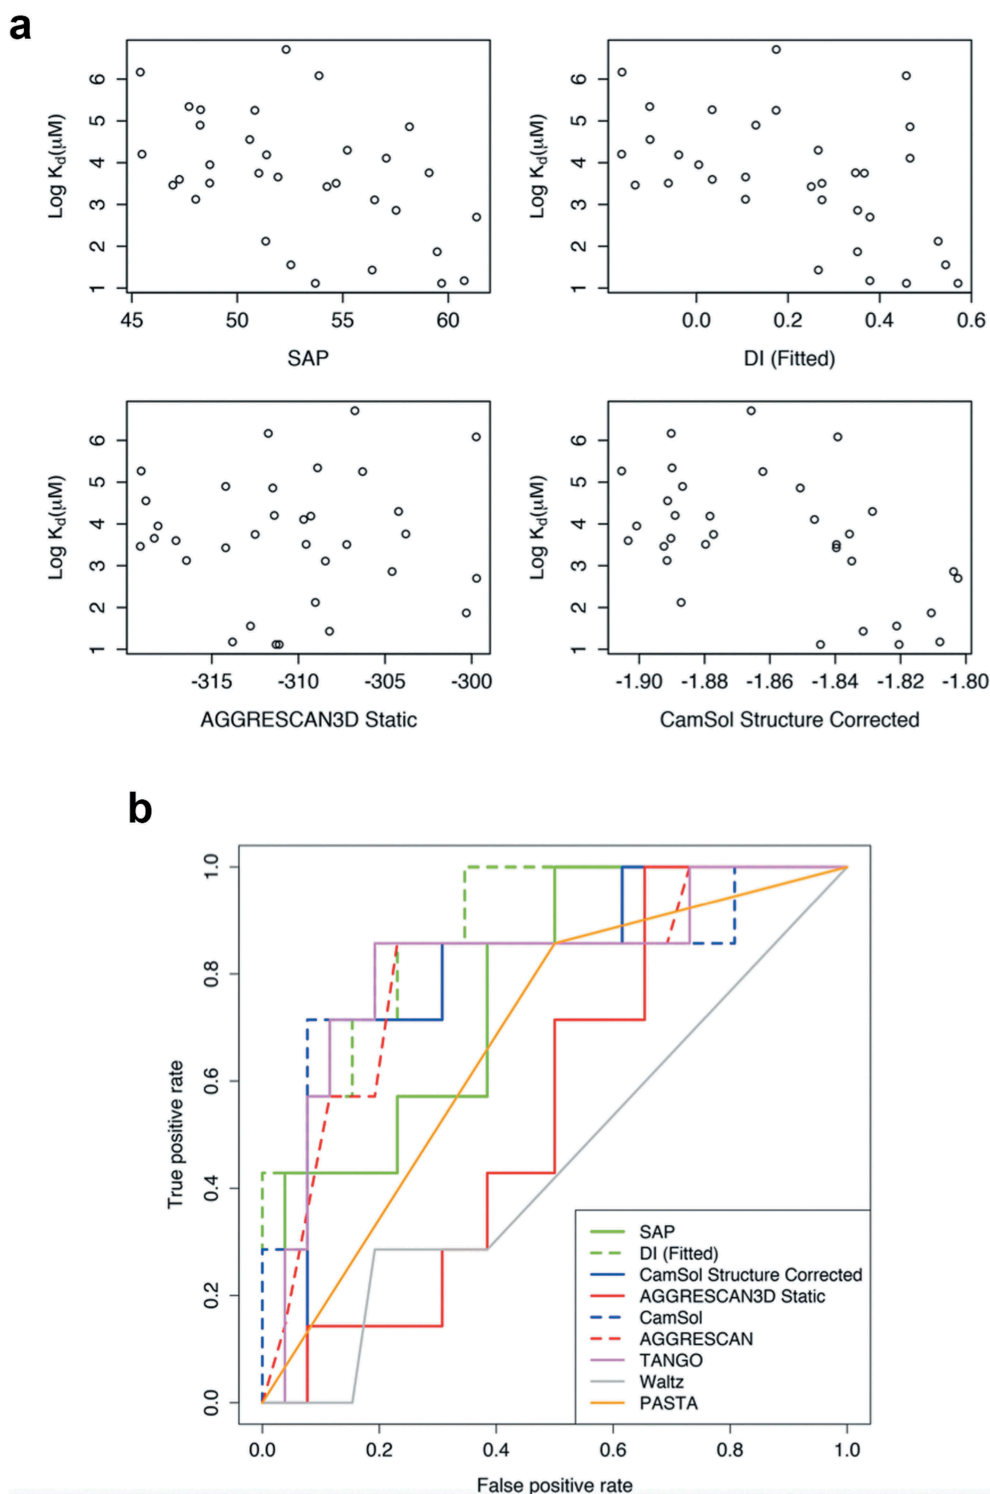 a
Log Kd(μM)
6
5
4
3
2
1
45 50 55 60
SAP
Log Kd(μM)
6
5
4
3
2
1
0.0 0.2 0.4 0.6
DI (Fitted)
Log Kd(μM)
6
5
4
3
2
1
-315 -310 -305 -300
AGGRESCAN3D Static
Log Kd(μM)
6
5
4
3
2
1
-1.90 -1.88 -1.86 -1.84 -1.82 -1.80
CamSol Structure Corrected
b
True positive rate
1.0
0.8
0.6
0.4
0.2
0.0
SAP
DI (Fitted)
CamSol Structure Corrected
AGGRESCAN3D Static
CamSol
AGGRESCAN
TANGO
Waltz
PASTA
0.0 0.2 0.4 0.6 0.8 1.0
False positive rate